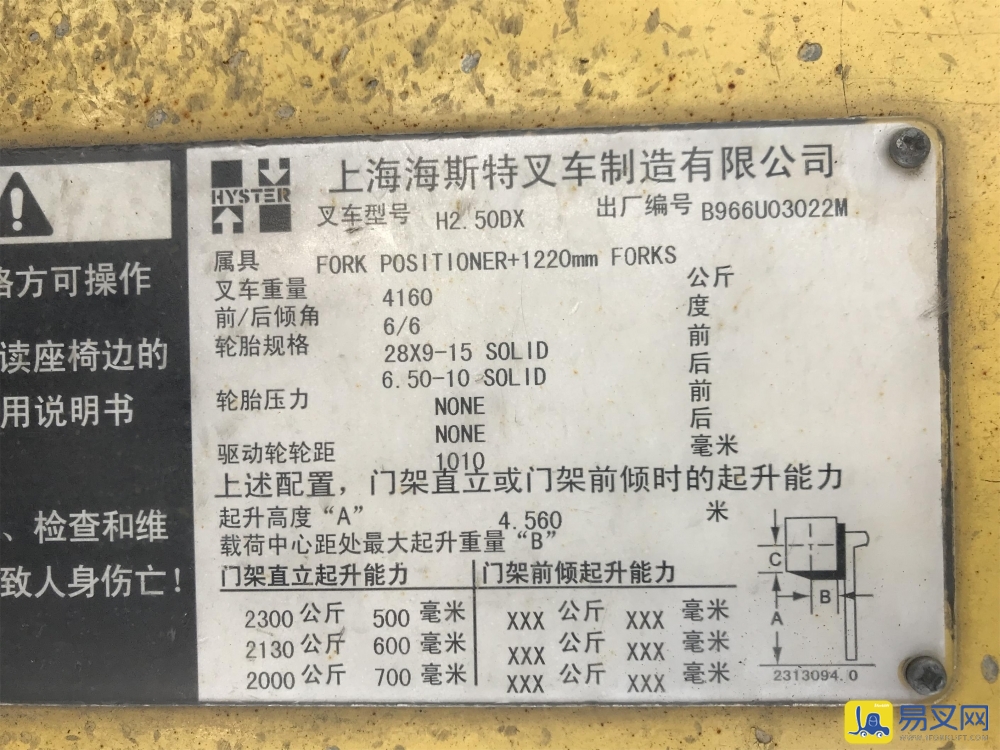 格方可操作
读座椅边的
用说明书
、检查和维
致人身伤亡！
HYSTER
上海海斯特叉车制造有限公司
叉车型号 H2.50DX 出厂编号 B966U03022M
属具 FORK POSITIONER+1220mm FORKS
叉车重量 4160 公斤
前/后倾角 6/6 度
轮胎规格 28X9-15 SOLID 前
6.50-10 SOLID 后
轮胎压力 NONE 前
NONE 后
驱动轮轮距 1010 毫米
上述配置，门架直立或门架前倾时的起升能力
起升高度“A” 4.560 米
载荷中心距处最大起升重量“B”
门架直立起升能力 门架前倾起升能力
2300 公斤 500 毫米 XXX 公斤 XXX 毫米
2130 公斤 600 毫米 XXX 公斤 XXX 毫米
2000 公斤 700 毫米 XXX 公斤 XXX 毫米
C
B
A
2313094.0
易叉网